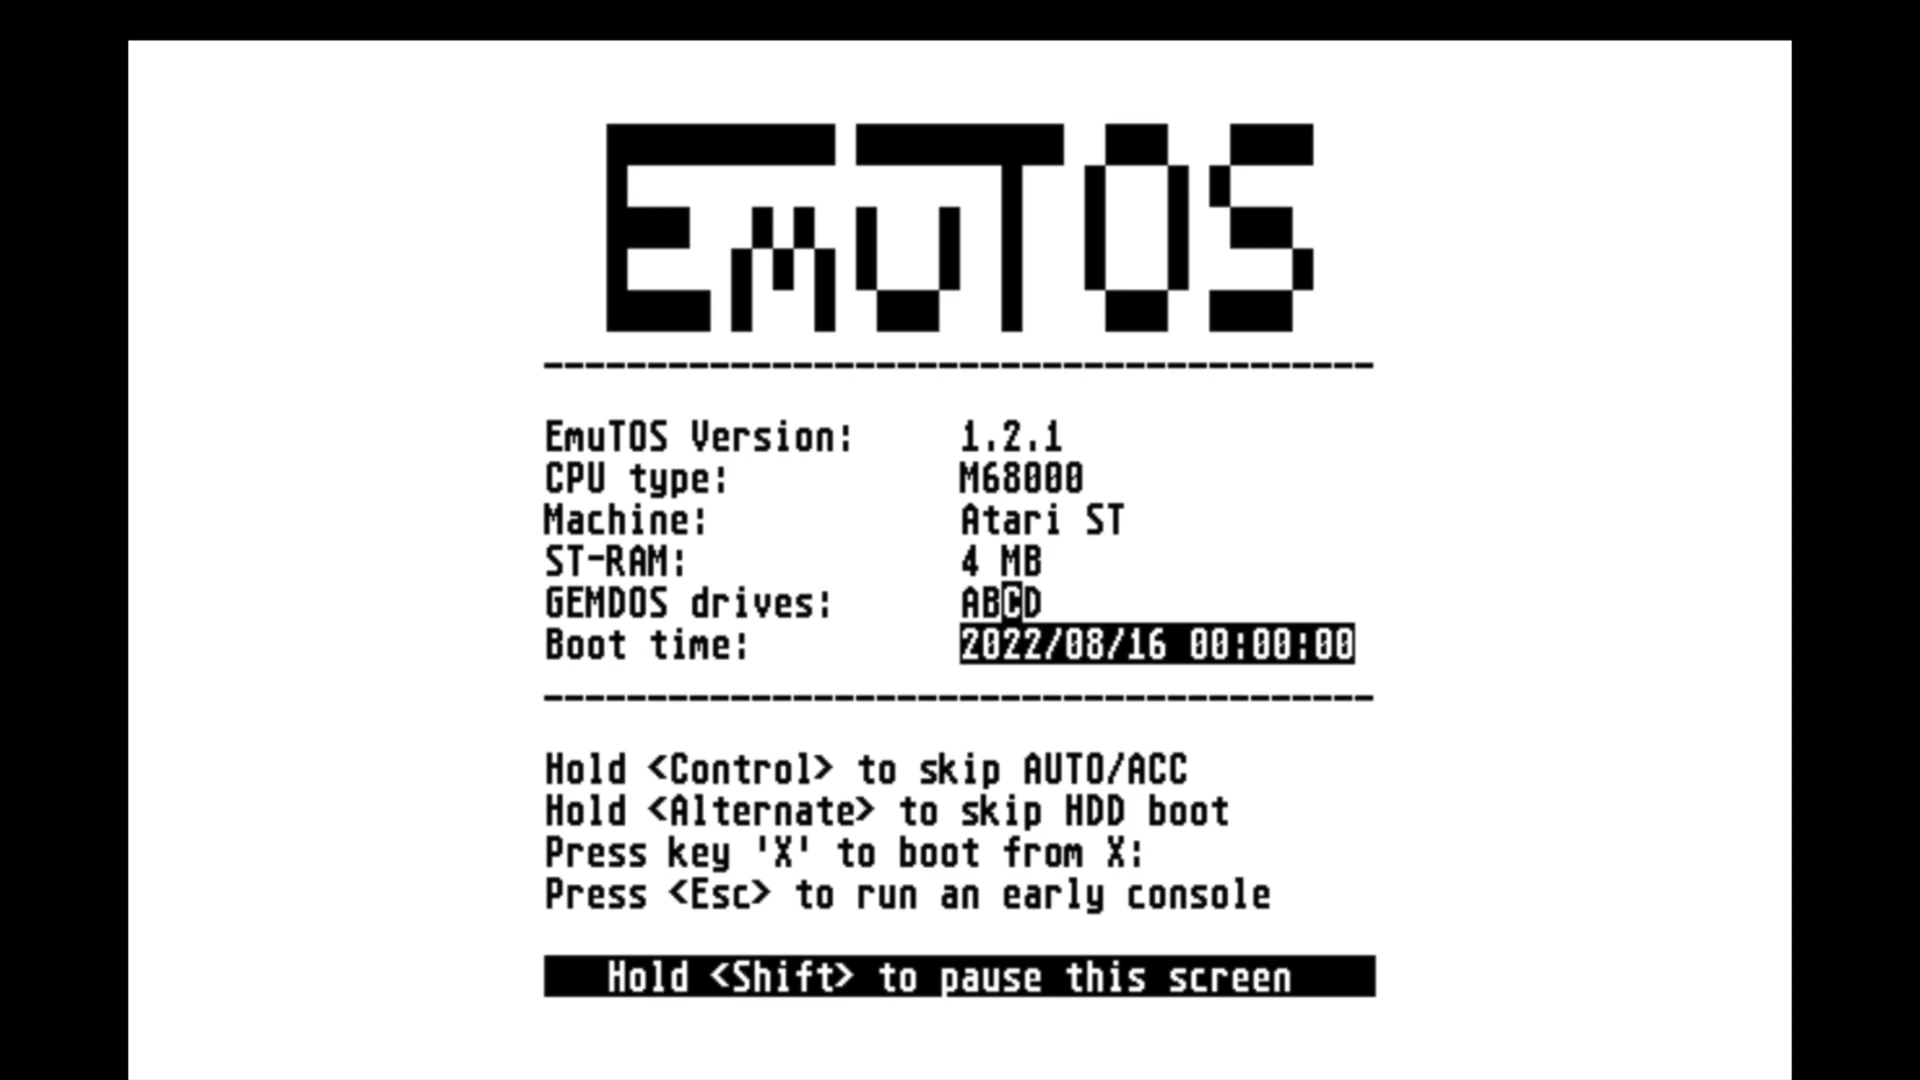 EmuTOS
EmuTOS Version: 1.2.1
CPU type: M68000
Machine: Atari ST
ST-RAM: 4 MB
GEMDOS drives: ABCD
Boot time: 2022/08/16 00:00:00
Hold <Control> to skip AUTO/ACC
Hold <Alternate> to skip HDD boot
Press key 'X' to boot from X:
Press <Esc> to run an early console
Hold <Shift> to pause this screen